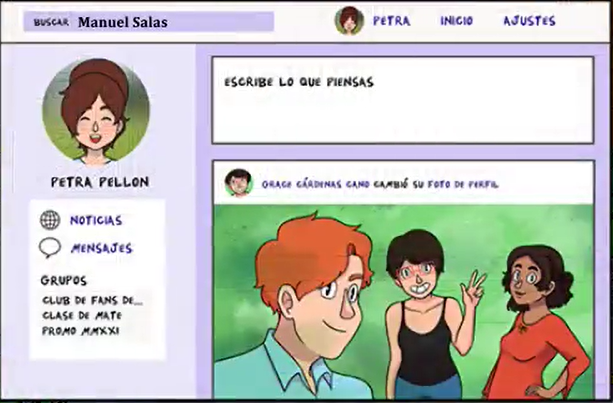 BUSCAR Manuel Salas
PETRA INICIO AJUSTES
PETRA PELLON
NOTICIAS
MENSAJES
GRUPOS
CLUB DE FANS DE...
CLASE DE MATE
PROMO MMXXI
ESCRIBE LO QUE PIENSAS
GRACE CÁRDENAS CANO CAMBIÓ SU FOTO DE PERFIL